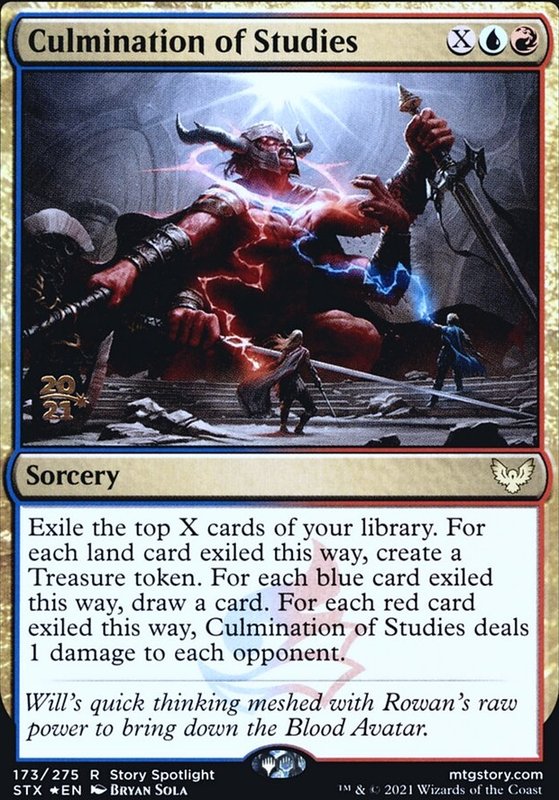 Culmination of Studies X
20
21
Sorcery
Exile the top X cards of your library. For
each land card exiled this way, create a
Treasure token. For each blue card exiled
this way, draw a card. For each red card
exiled this way, Culmination of Studies deals
1 damage to each opponent.
Will's quick thinking meshed with Rowan's raw
power to bring down the Blood Avatar.
173/275 R Story Spotlight mtgstory.com
STX ★ EN Bryan Sola ™ & © 2021 Wizards of the Coast